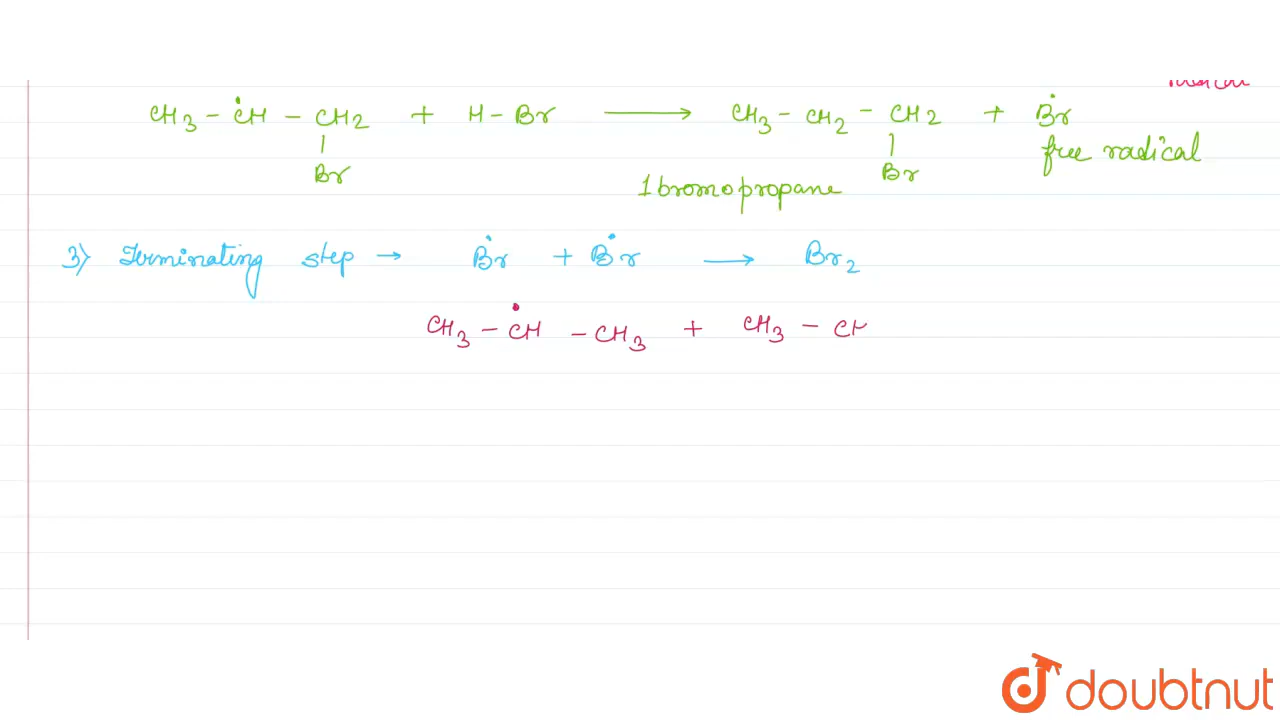 CH3 - ĊH - CH2 + H - Br → CH3 - CH2 - CH2 + Ḃr
| |
Br Br free radical
1 bromopropane
3) Terminating step → Ḃr + Ḃr → Br2
CH3 - ĊH - CH3 + CH3 - CH
doubtnut